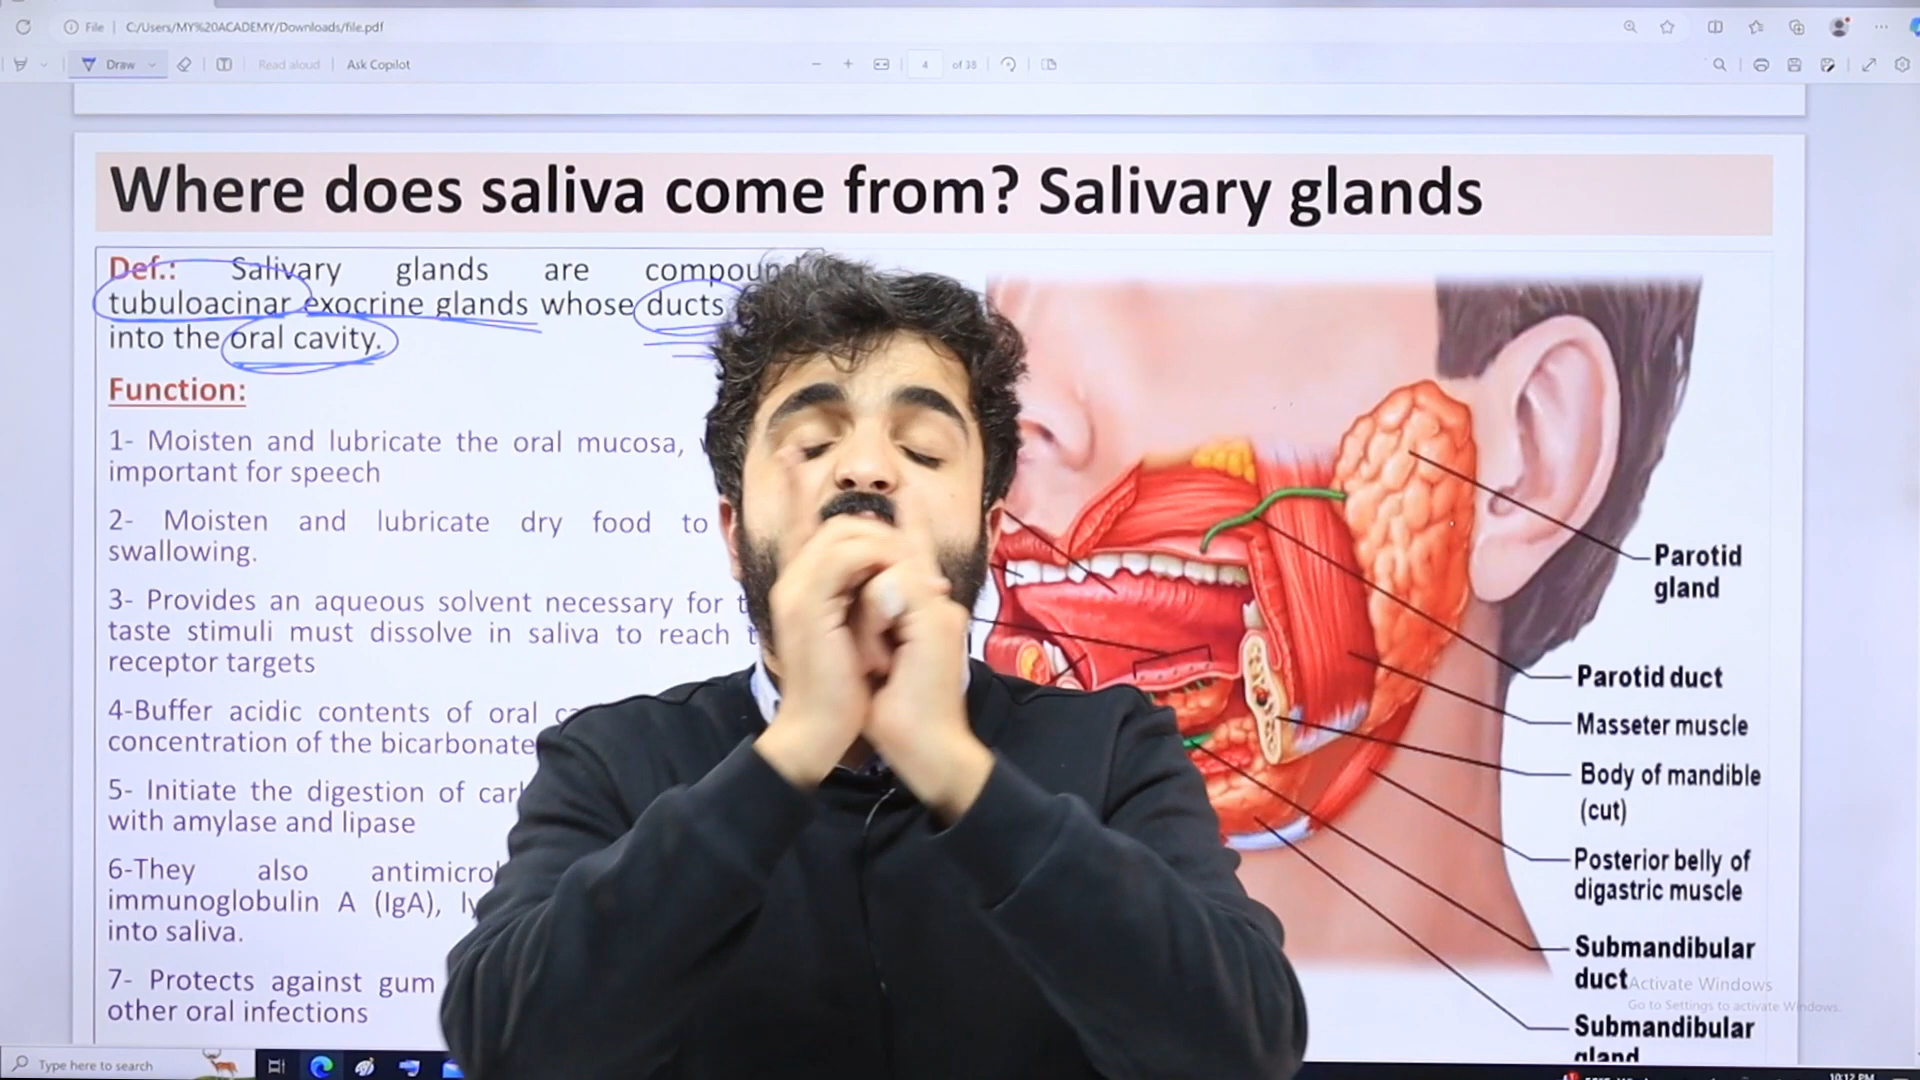 File
C:/Users/MY%20ACADEMY/Downloads/file.pdf
Draw
Read aloud
Ask Copilot
4
of 38
Where does saliva come from? Salivary glands
Def.: Salivary glands are
tubuloacinar exocrine glands whose ducts
into the oral cavity.
Function:
1- Moisten and lubricate the oral mucosa,
important for speech
2- Moisten and lubricate dry food to
swallowing.
3- Provides an aqueous solvent necessary for
taste stimuli must dissolve in saliva to reach
receptor targets
4-Buffer acidic contents of oral
concentration of the bicarbonate
5- Initiate the digestion of
with amylase and lipase
6-They also
immunoglobulin A (IgA),
into saliva.
7- Protects against gum
other oral infections
Parotid
gland
Parotid duct
Masseter muscle
Body of mandible
(cut)
Posterior belly of
digastric muscle
Submandibular
duct
Submandibular
gland
Activate Windows
Go to Settings to activate Windows.
Type here to search
10:12 PM